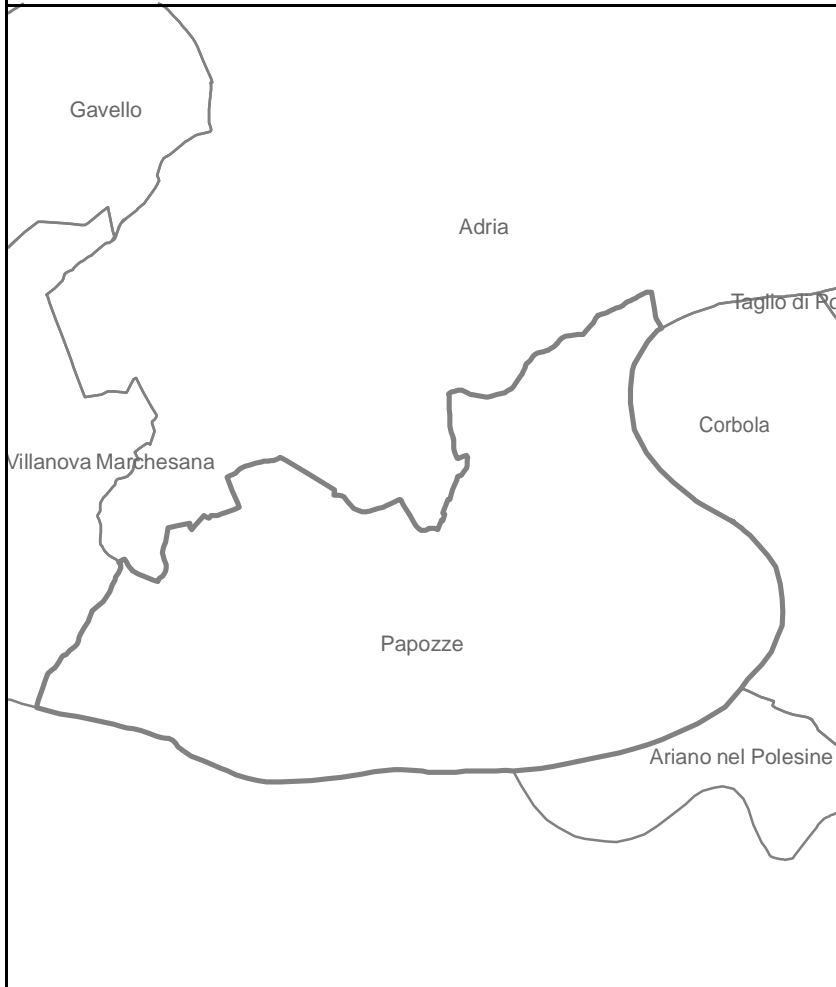 Gavello
Adria
Taglio di Po
Corbola
Villanova Marchesana
Papozze
Ariano nel Polesine